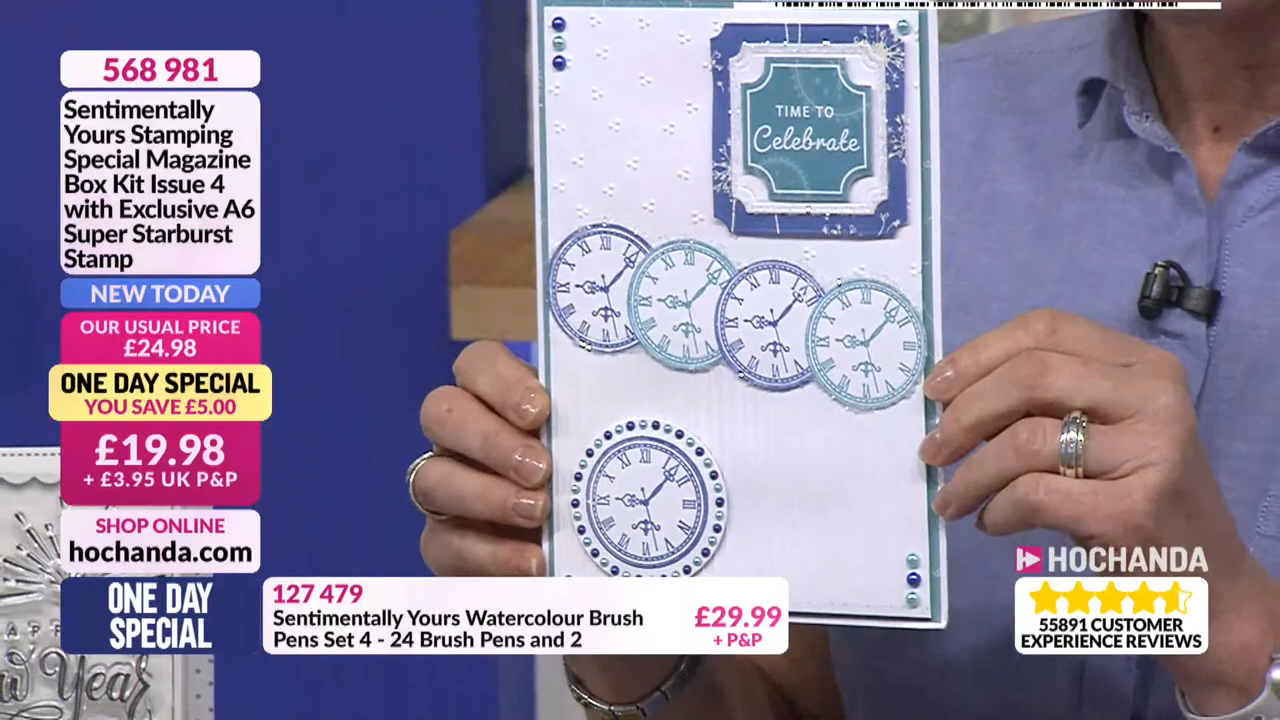 568 981
Sentimentally
Yours Stamping
Special Magazine
Box Kit Issue 4
with Exclusive A6
Super Starburst
Stamp
NEW TODAY
OUR USUAL PRICE
£24.98
ONE DAY SPECIAL
YOU SAVE £5.00
£19.98
+ £3.95 UK P&P
SHOP ONLINE
hochanda.com
ONE DAY
SPECIAL
127 479
Sentimentally Yours Watercolour Brush
Pens Set 4 - 24 Brush Pens and 2
£29.99
+ P&P
TIME TO
Celebrate
HOCHANDA
55891 CUSTOMER
EXPERIENCE REVIEWS
Year